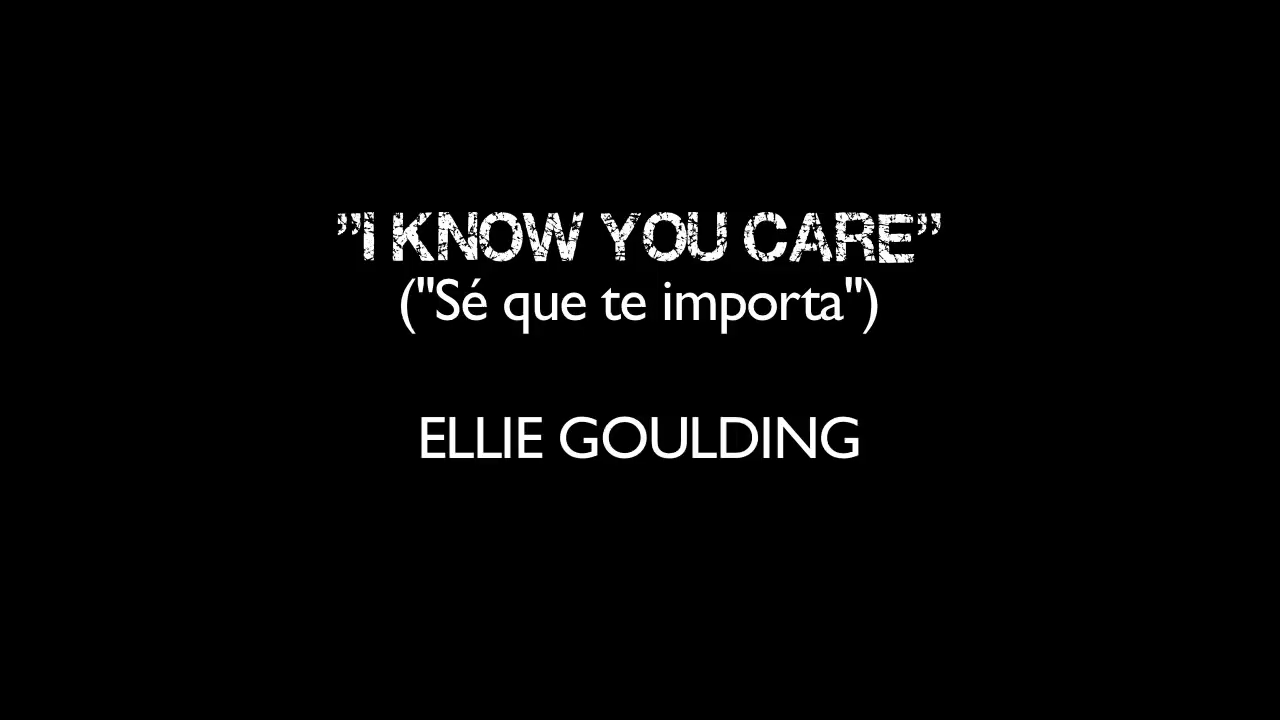 ”I KNOW YOU CARE”
("Sé que te importa")
ELLIE GOULDING